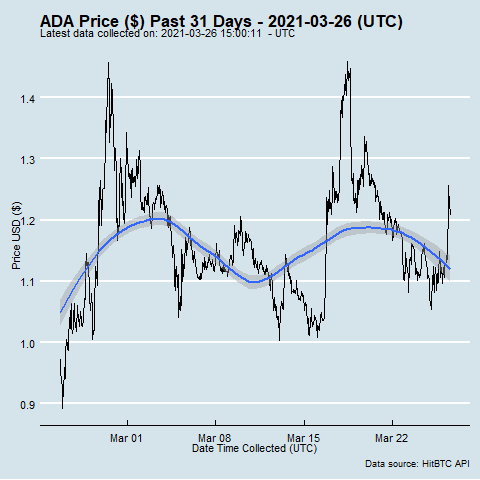 ADA Price ($) Past 31 Days - 2021-03-26 (UTC)
Latest data collected on: 2021-03-26 15:00:11 - UTC
Price USD ($)
1.4
1.3
1.2
1.1
1.0
0.9
Mar 01 Mar 08 Mar 15 Mar 22
Date Time Collected (UTC)
Data source: HitBTC API